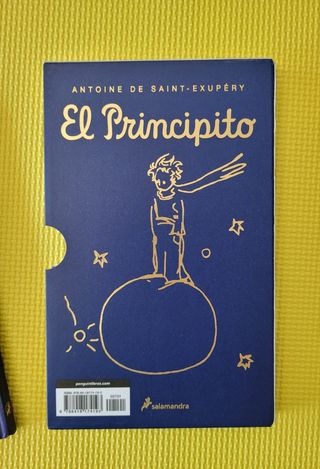 ANTOINE DE SAINT-EXUPÉRY
El Principito
penguinlibros.com
salamandra